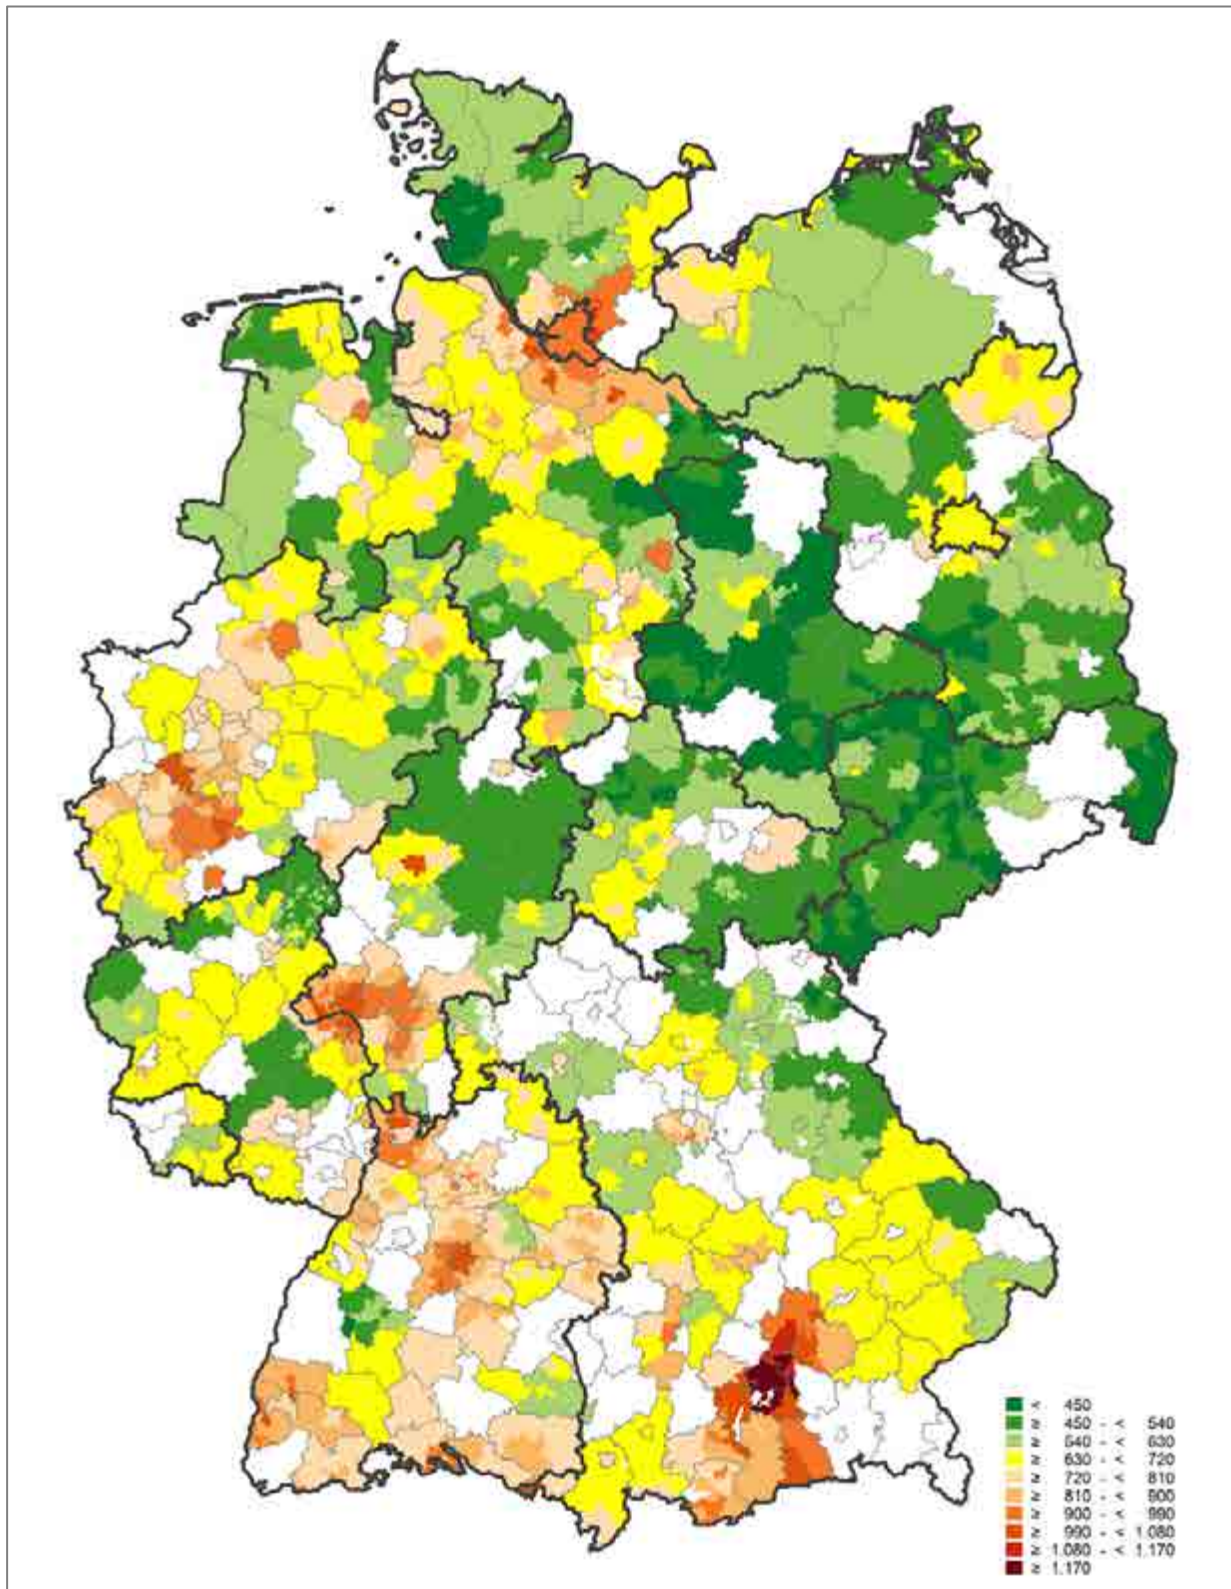 < 450
≥ 450 - < 540
≥ 540 - < 630
≥ 630 - < 720
≥ 720 - < 810
≥ 810 - < 900
≥ 900 - < 990
≥ 990 - < 1.080
≥ 1.080 - < 1.170
≥ 1.170